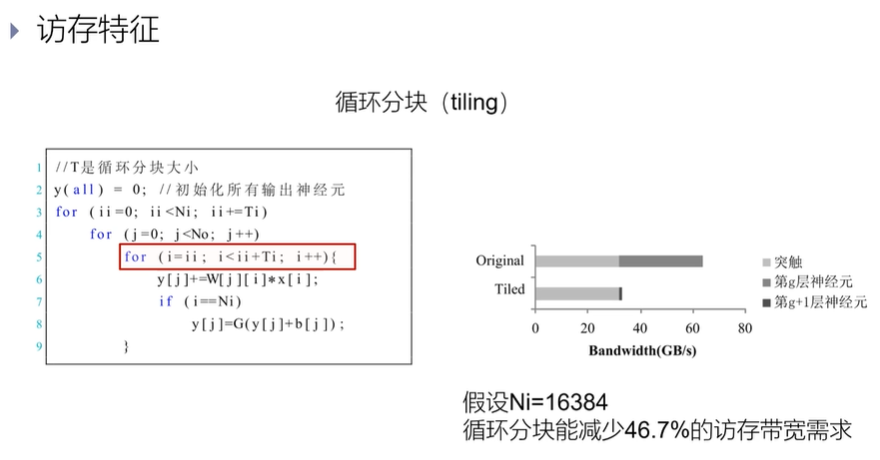 访存特征
循环分块（tiling）
1 //T是循环分块大小
2 y(all) = 0; //初始化所有输出神经元
3 for (ii=0; ii<Ni; ii+=Ti)
4 for (j=0; j<No; j++)
5 for (i=ii; i<ii+Ti; i++){
6 y[j]+=W[j][i]*x[i];
7 if (i==Ni)
8 y[j]=G(y[j]+b[j]);
9 }
Original
Tiled
0 20 40 60 80
Bandwidth(GB/s)
突触
第g层神经元
第g+1层神经元
假设Ni=16384
循环分块能减少46.7%的访存带宽需求